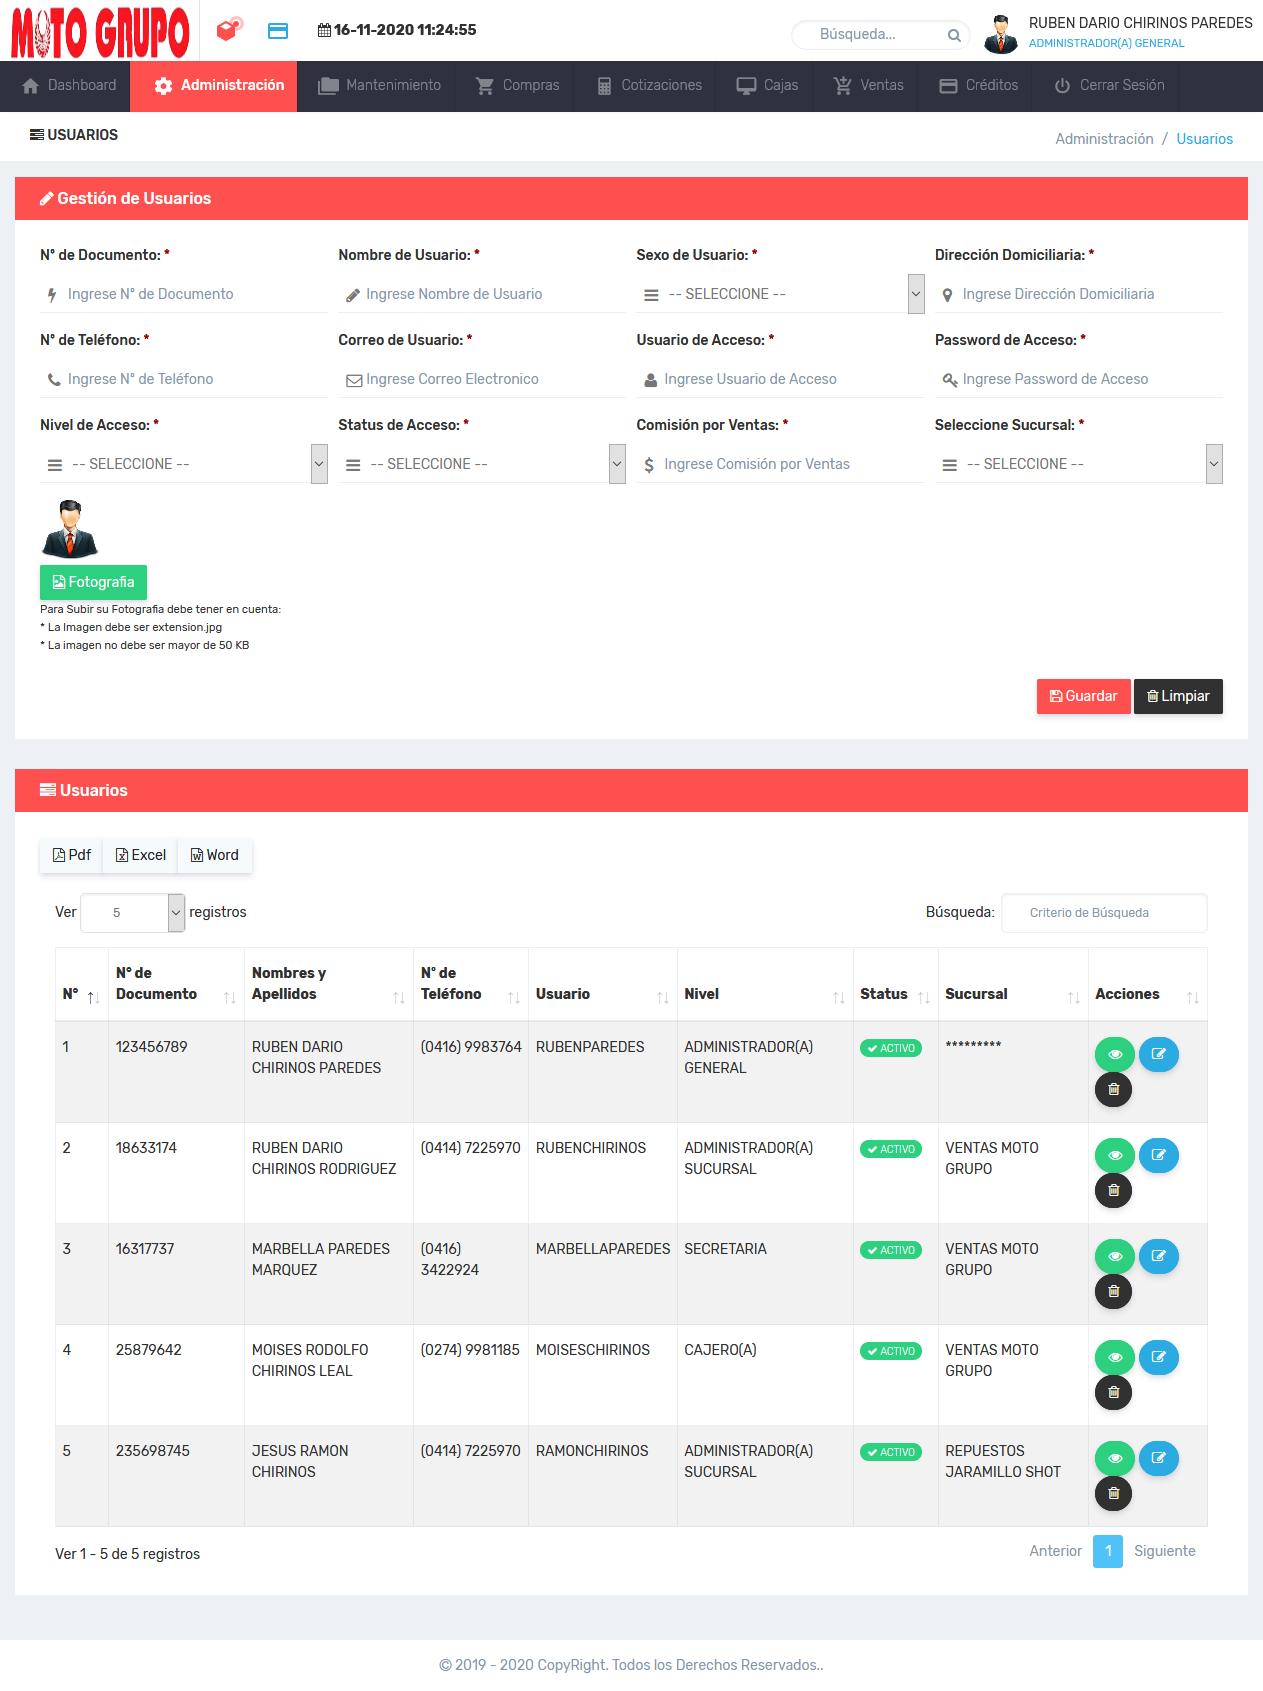 MOTO GRUPO
16-11-2020 11:24:55
Búsqueda...
RUBEN DARIO CHIRINOS PAREDES
ADMINISTRADOR(A) GENERAL
Dashboard Administración Mantenimiento Compras Cotizaciones Cajas Ventas Créditos Cerrar Sesión
USUARIOS
Administración / Usuarios
Gestión de Usuarios
Nº de Documento: * Nombre de Usuario: * Sexo de Usuario: * Dirección Domiciliaria: *
Ingrese Nº de Documento Ingrese Nombre de Usuario -- SELECCIONE -- Ingrese Dirección Domiciliaria
Nº de Teléfono: * Correo de Usuario: * Usuario de Acceso: * Password de Acceso: *
Ingrese Nº de Teléfono Ingrese Correo Electronico Ingrese Usuario de Acceso Ingrese Password de Acceso
Nivel de Acceso: * Status de Acceso: * Comisión por Ventas: * Seleccione Sucursal: *
-- SELECCIONE -- -- SELECCIONE -- Ingrese Comisión por Ventas -- SELECCIONE --
Fotografia
Para Subir su Fotografia debe tener en cuenta:
* La Imagen debe ser extension.jpg
* La imagen no debe ser mayor de 50 KB
Guardar Limpiar
Usuarios
Pdf Excel Word
Ver 5 registros
Búsqueda: Criterio de Búsqueda
N° de Nombres y Nº de
N° Documento Apellidos Teléfono Usuario Nivel Status Sucursal Acciones
1 123456789 RUBEN DARIO (0416) 9983764 RUBENPAREDES ADMINISTRADOR(A) ACTIVO *********
CHIRINOS PAREDES GENERAL
2 18633174 RUBEN DARIO (0414) 7225970 RUBENCHIRINOS ADMINISTRADOR(A) ACTIVO VENTAS MOTO
CHIRINOS RODRIGUEZ SUCURSAL GRUPO
3 16317737 MARBELLA PAREDES (0416) MARBELLAPAREDES SECRETARIA ACTIVO VENTAS MOTO
MARQUEZ 3422924 GRUPO
4 25879642 MOISES RODOLFO (0274) 9981185 MOISESCHIRINOS CAJERO(A) ACTIVO VENTAS MOTO
CHIRINOS LEAL GRUPO
5 235698745 JESUS RAMON (0414) 7225970 RAMONCHIRINOS ADMINISTRADOR(A) ACTIVO REPUESTOS
CHIRINOS SUCURSAL JARAMILLO SHOT
Ver 1 - 5 de 5 registros
Anterior 1 Siguiente
© 2019 - 2020 CopyRight. Todos los Derechos Reservados..